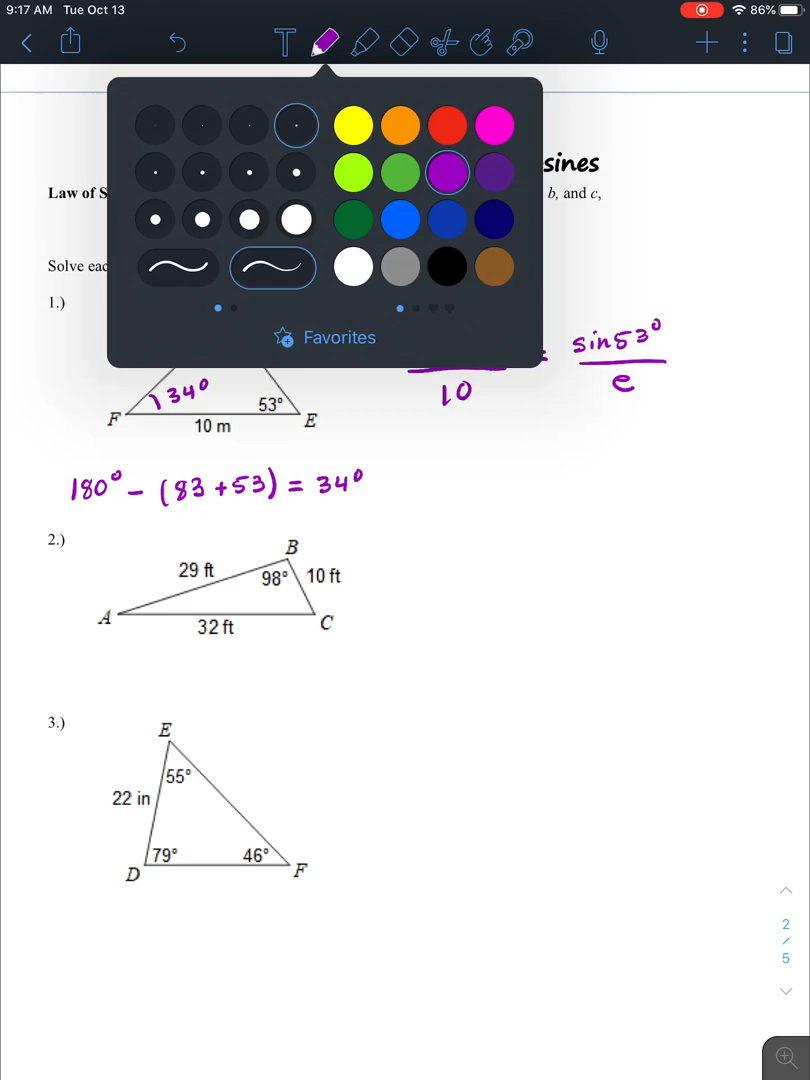 9:17 AM Tue Oct 13
86%
T
sines
Law of S
b, and c,
Solve eac
1.)
Favorites
sin53°
=
10
e
F
34°
53°
E
10 m
180° - (83 + 53) = 34°
2.)
B
29 ft
98°
10 ft
A
C
32 ft
3.)
E
55°
22 in
79°
46°
D
F
2
/
5